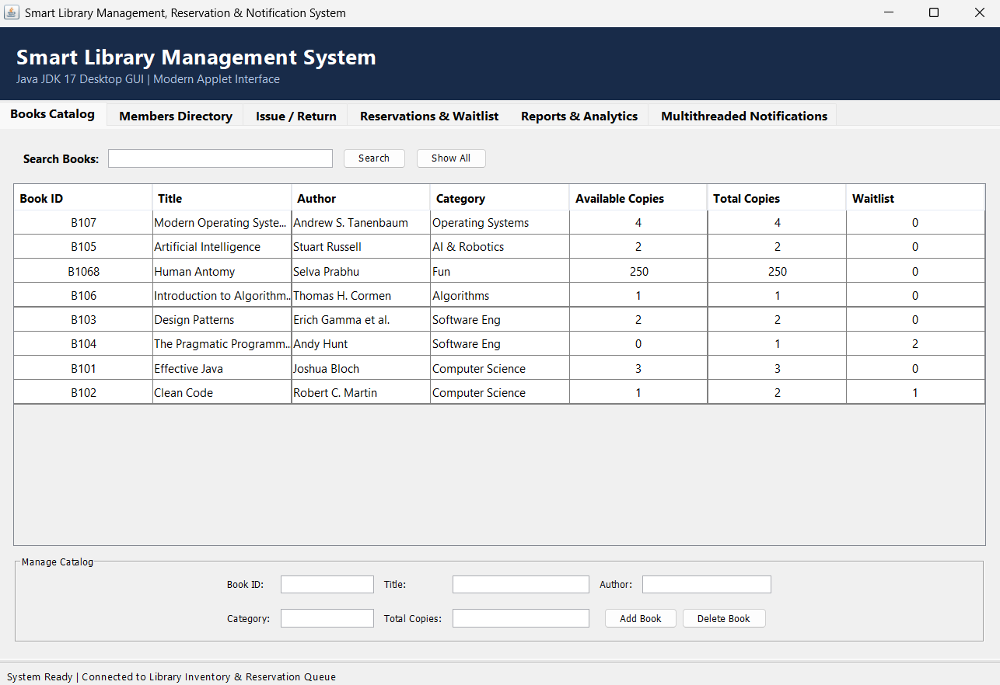 Smart Library Management, Reservation & Notification System
Smart Library Management System
Java JDK 17 Desktop GUI | Modern Applet Interface
Books Catalog Members Directory Issue / Return Reservations & Waitlist Reports & Analytics Multithreaded Notifications
Search Books: Search Show All
Book ID Title Author Category Available Copies Total Copies Waitlist
B107 Modern Operating Syste... Andrew S. Tanenbaum Operating Systems 4 4 0
B105 Artificial Intelligence Stuart Russell AI & Robotics 2 2 0
B1068 Human Antomy Selva Prabhu Fun 250 250 0
B106 Introduction to Algorithm... Thomas H. Cormen Algorithms 1 1 0
B103 Design Patterns Erich Gamma et al. Software Eng 2 2 0
B104 The Pragmatic Programm... Andy Hunt Software Eng 0 1 2
B101 Effective Java Joshua Bloch Computer Science 3 3 0
B102 Clean Code Robert C. Martin Computer Science 1 2 1
Manage Catalog
Book ID: Title: Author:
Category: Total Copies: Add Book Delete Book
System Ready | Connected to Library Inventory & Reservation Queue